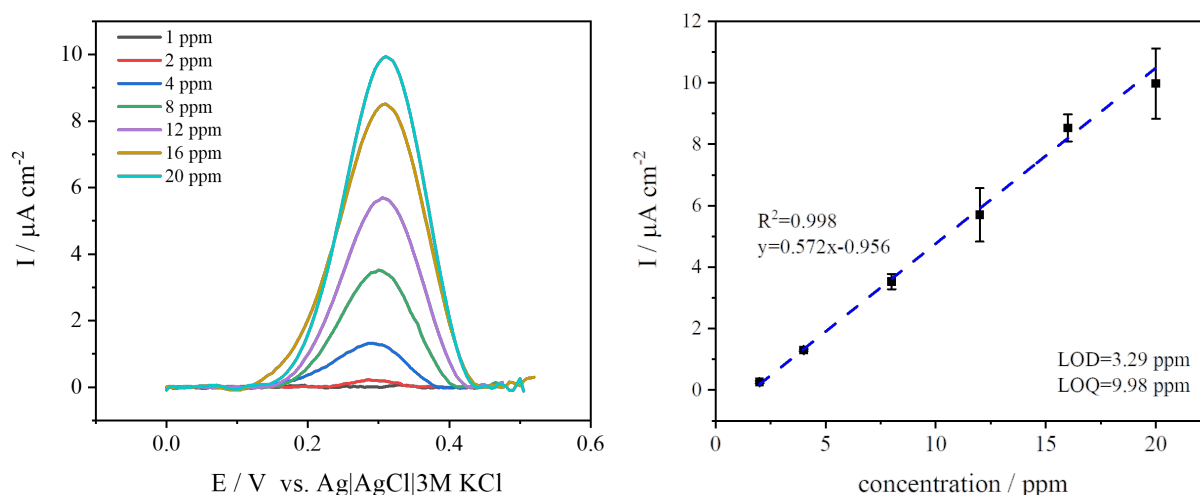 1 ppm
2 ppm
4 ppm
8 ppm
12 ppm
16 ppm
20 ppm
10
8
6
4
2
0
I / μA cm⁻²
0.0 0.2 0.4 0.6
E / V vs. Ag|AgCl|3M KCl
12
10
8
6
4
2
0
I / μA cm⁻²
R²=0.998
y=0.572x-0.956
LOD=3.29 ppm
LOQ=9.98 ppm
0 5 10 15 20
concentration / ppm